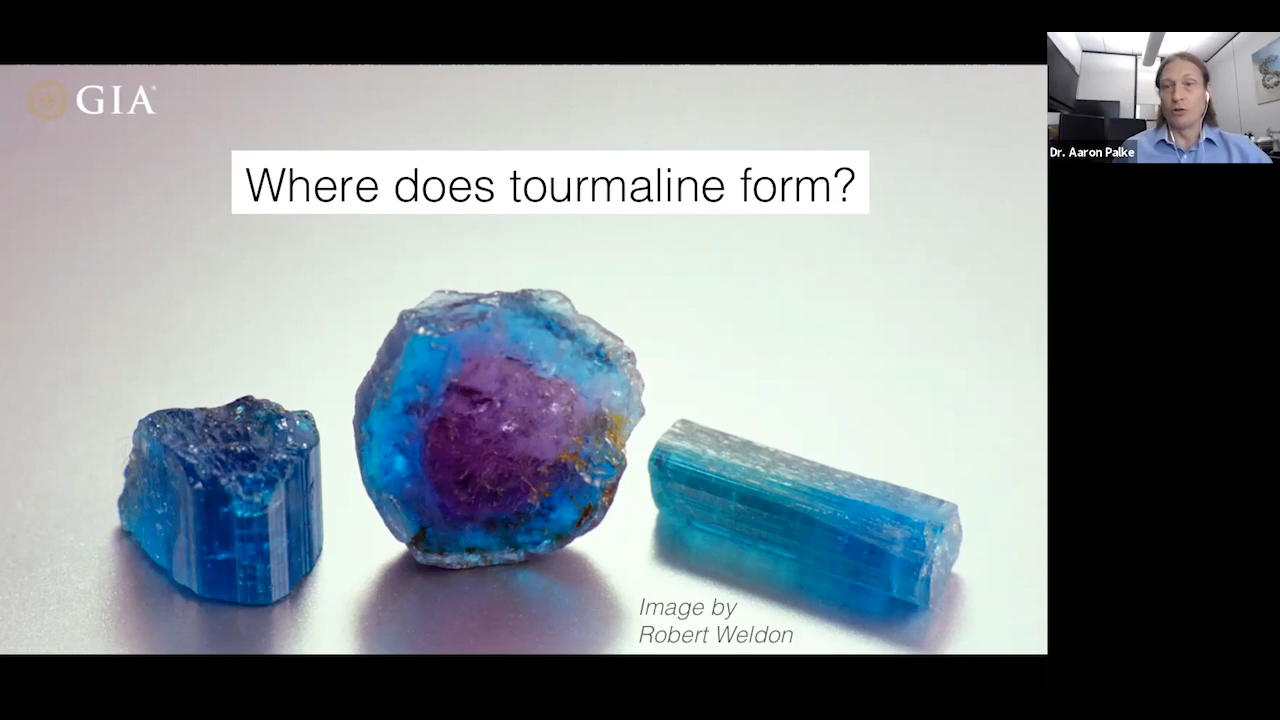 GIA
Where does tourmaline form?
Dr. Aaron Palke
Image by
Robert Weldon